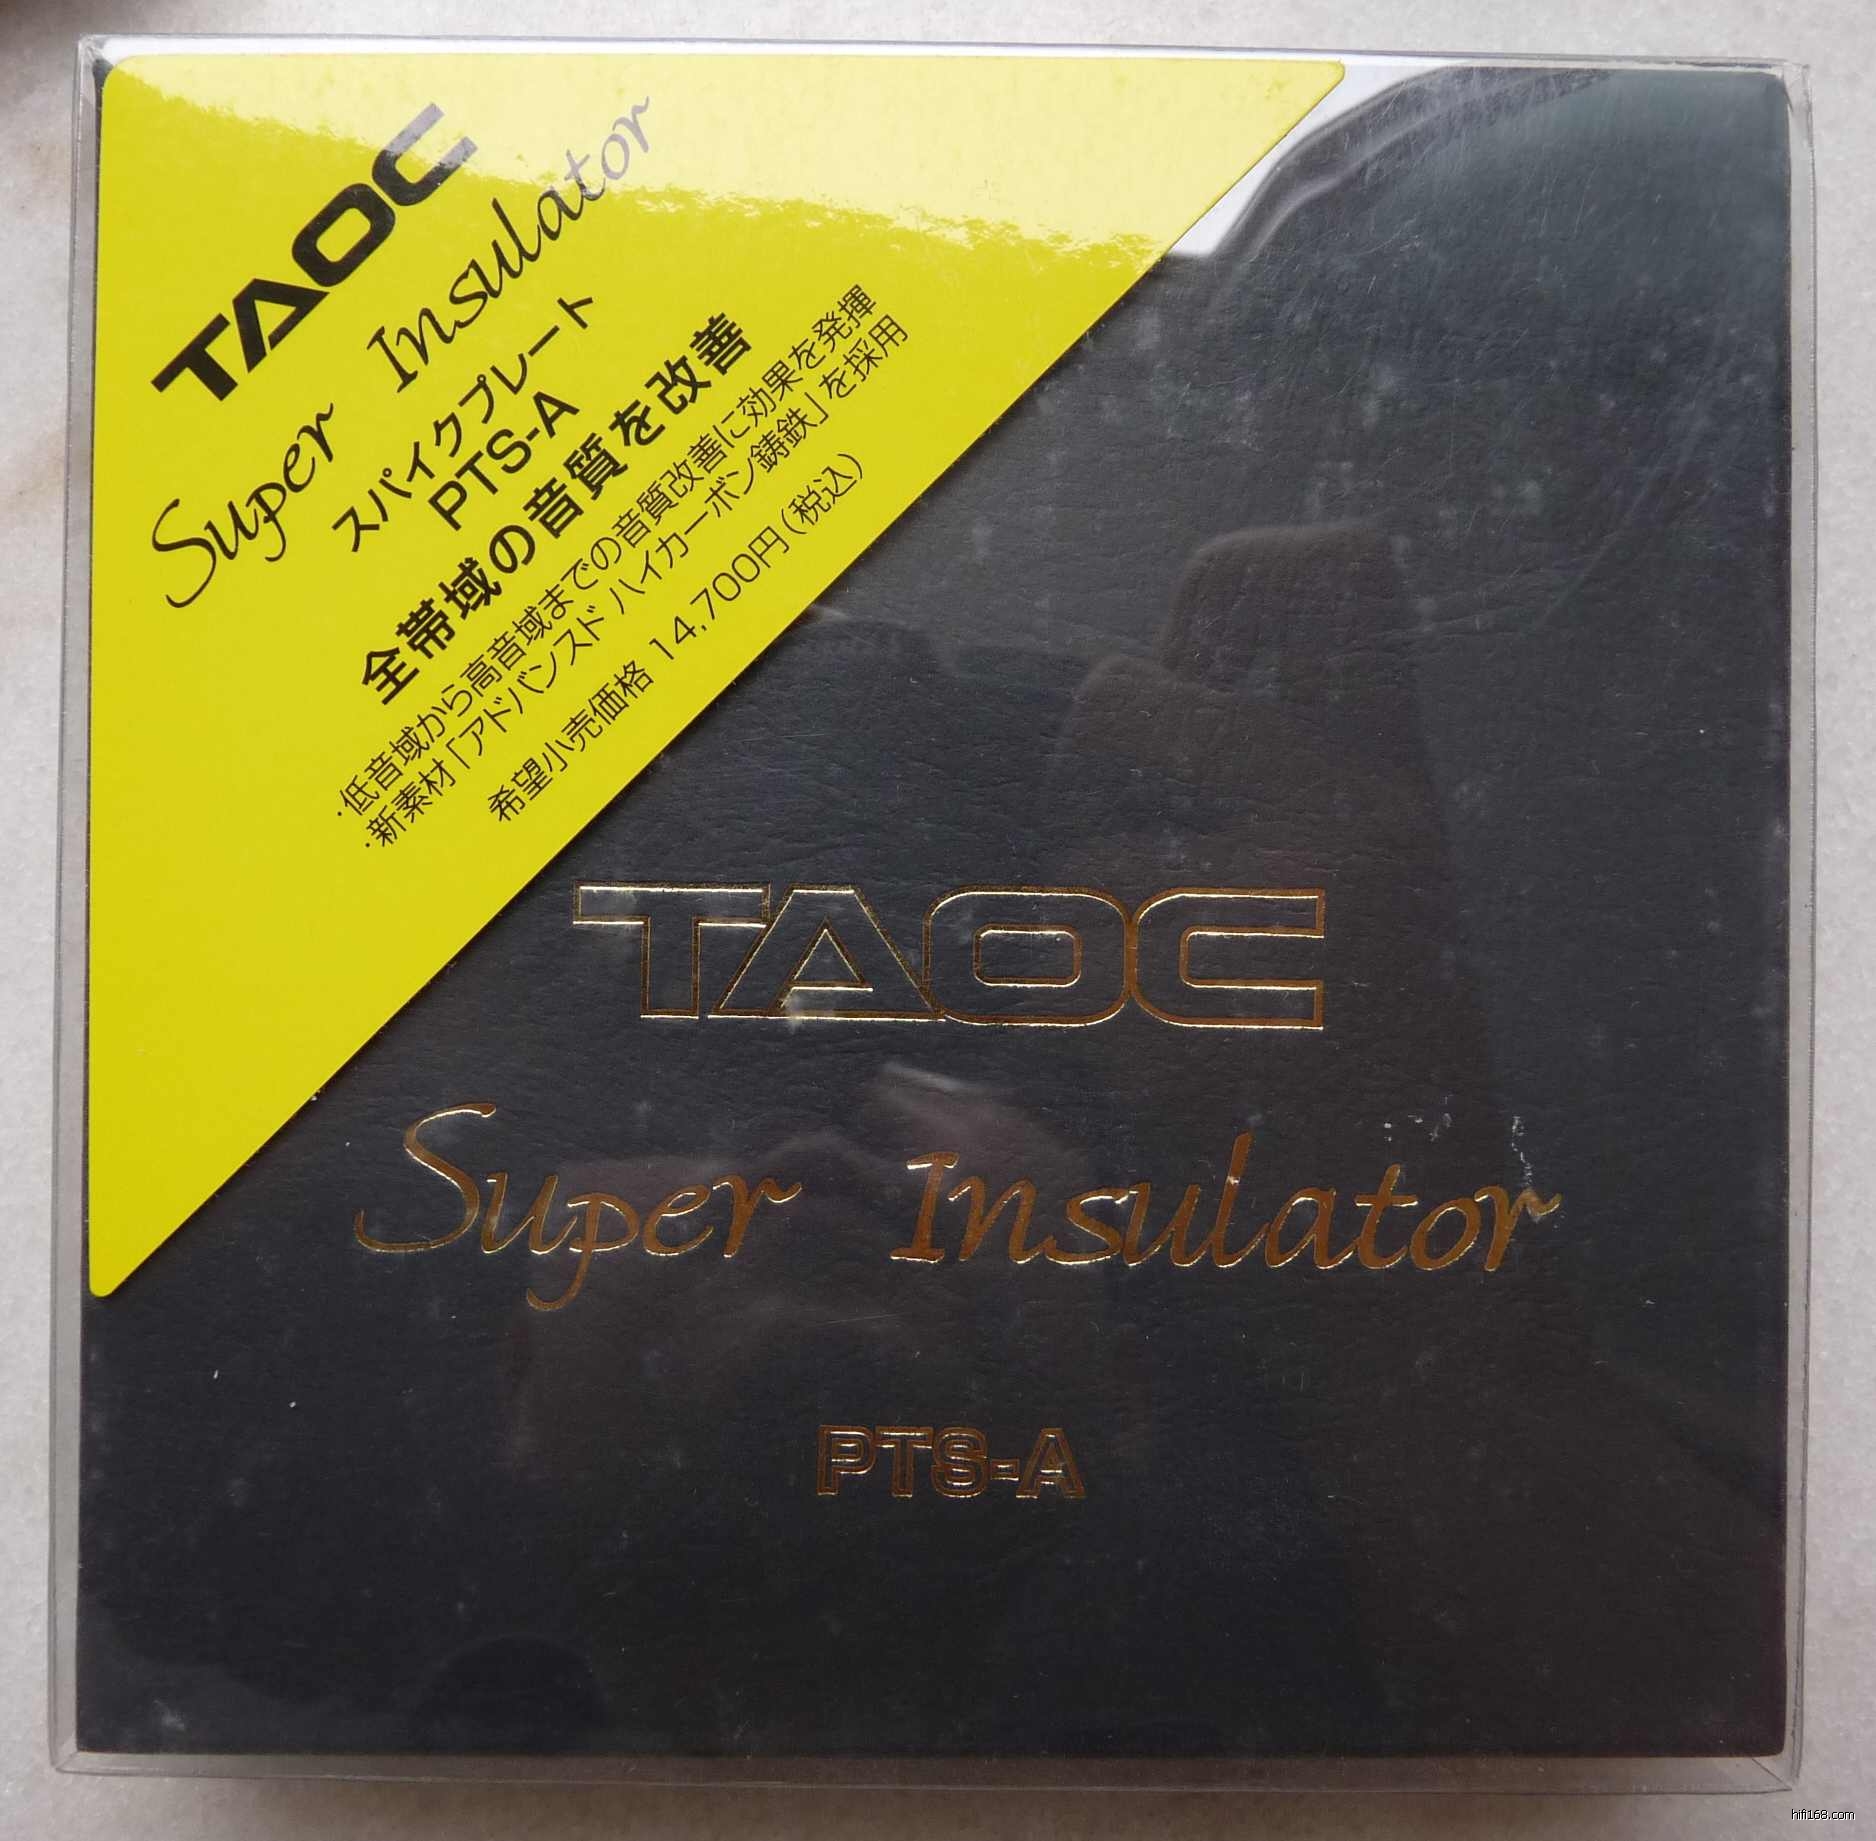 TAOC
Super Insulator
スパイクプレート
PTS-A
全帯域の音質を改善
・低音域から高音域までの音質改善に効果を発揮
・新素材「アドバンスド ハイカーボン鋳鉄」を採用
希望小売価格 14,700円(税込)
TAOC
Super Insulator
PTS-A
hifi168.com